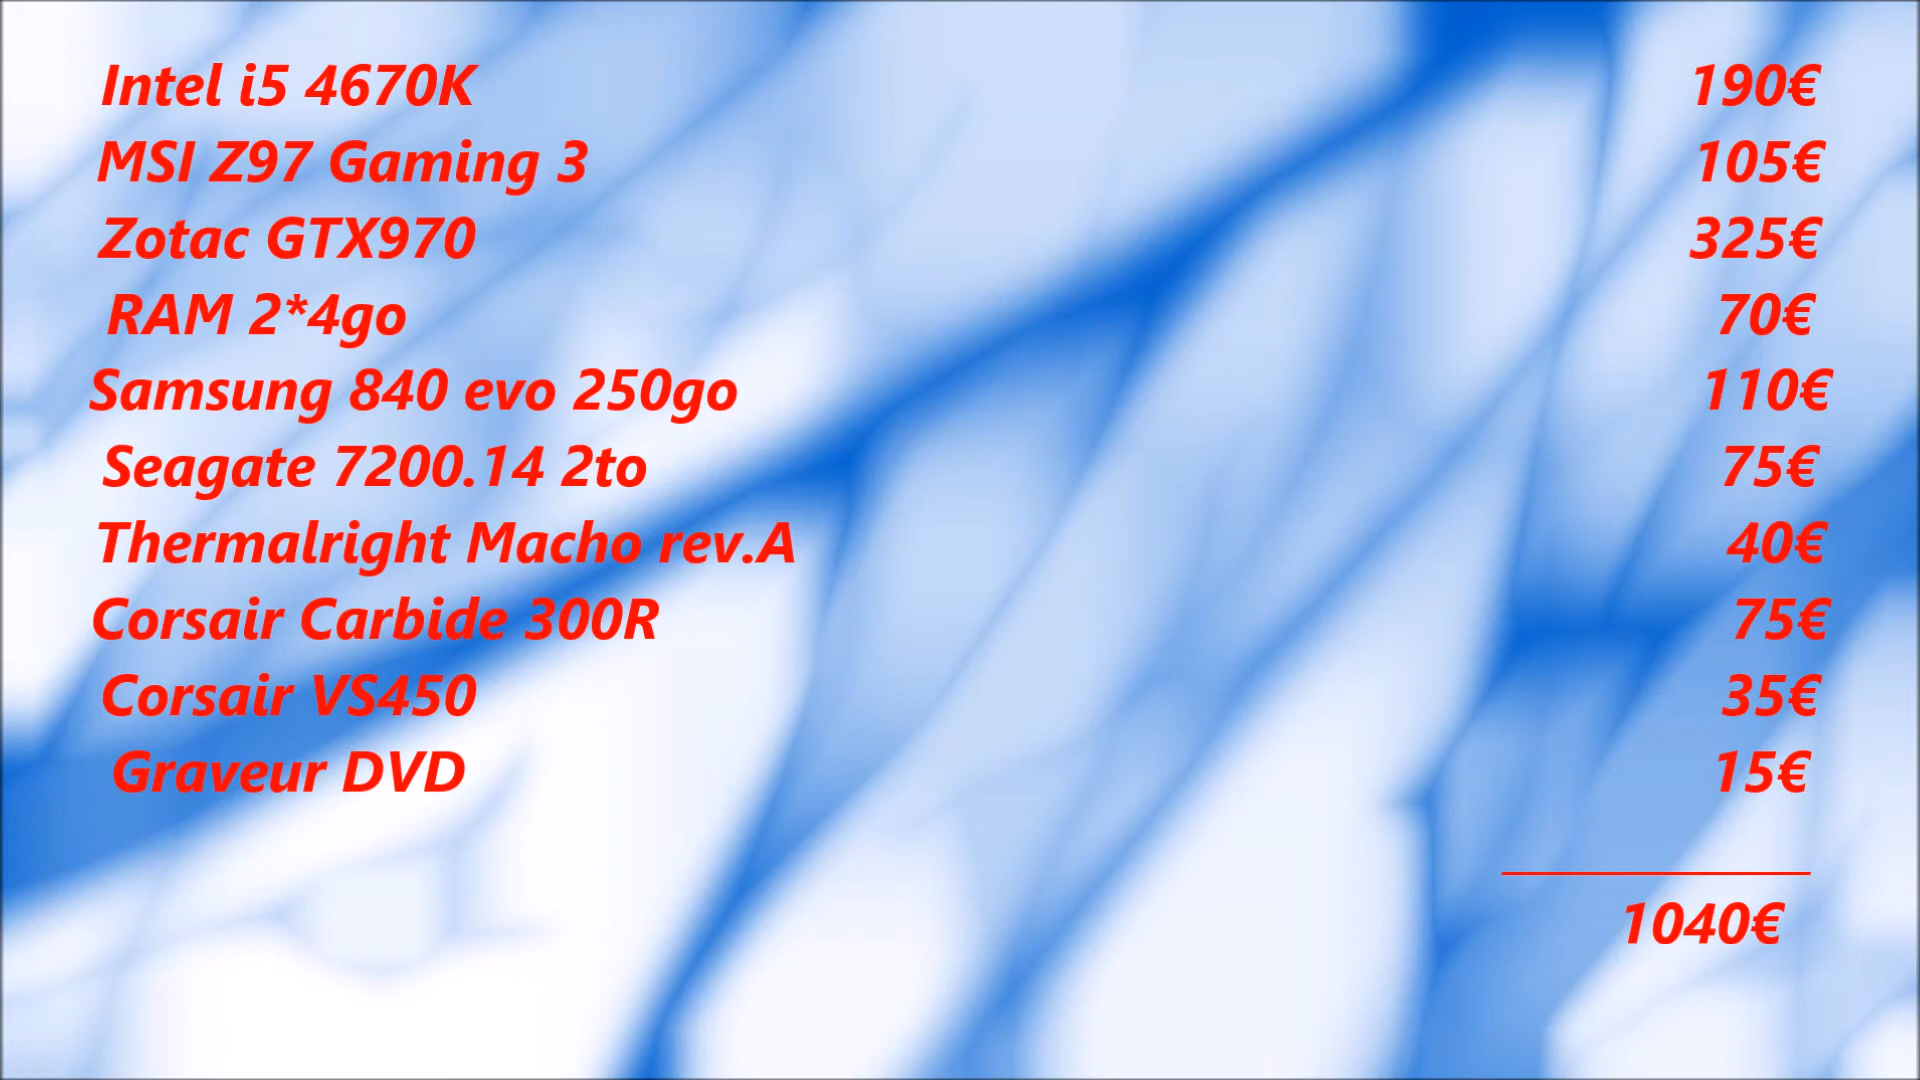 Intel i5 4670K 190€
MSI Z97 Gaming 3 105€
Zotac GTX970 325€
RAM 2*4go 70€
Samsung 840 evo 250go 110€
Seagate 7200.14 2to 75€
Thermalright Macho rev.A 40€
Corsair Carbide 300R 75€
Corsair VS450 35€
Graveur DVD 15€
1040€